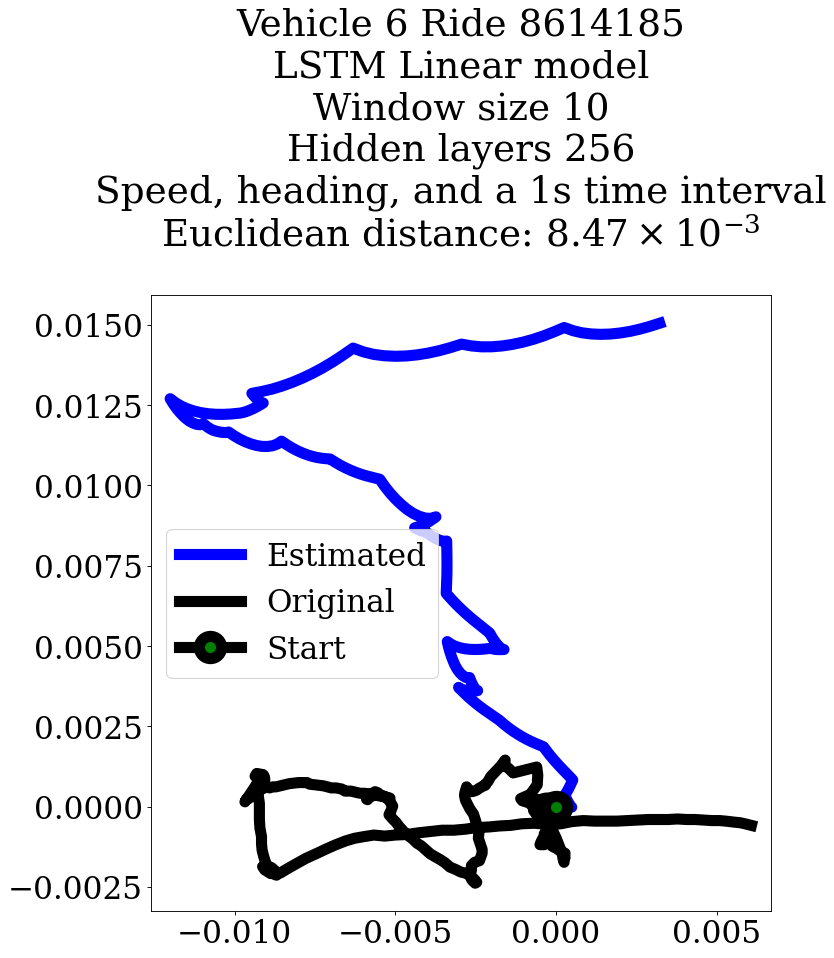 Vehicle 6 Ride 8614185
LSTM Linear model
Window size 10
Hidden layers 256
Speed, heading, and a 1s time interval
Euclidean distance: 8.47 × 10⁻³
0.0150
0.0125
0.0100
0.0075
0.0050
0.0025
0.0000
−0.0025
Estimated
Original
Start
−0.010
−0.005
0.000
0.005